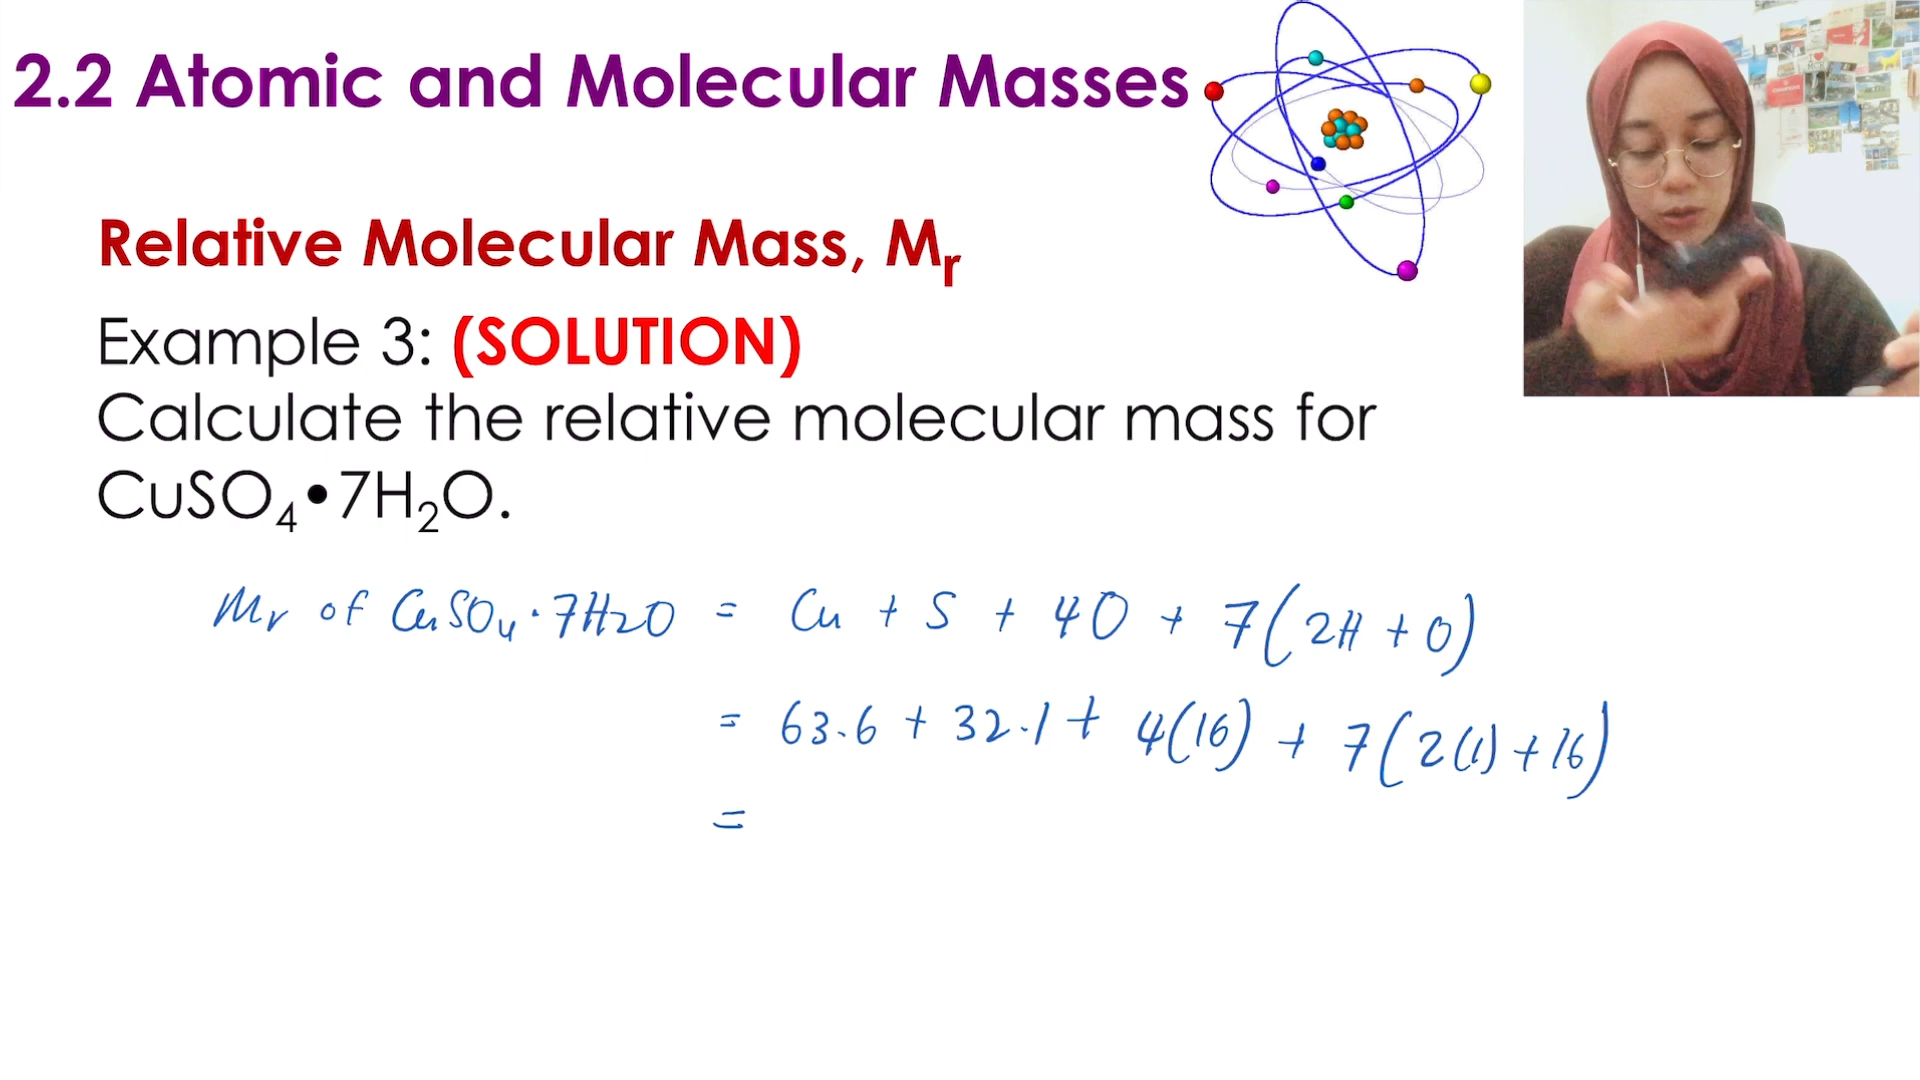 2.2 Atomic and Molecular Masses
Relative Molecular Mass, Mᵣ
Example 3: (SOLUTION)
Calculate the relative molecular mass for
CuSO₄•7H₂O.
Mr of CuSO₄·7H₂O = Cu + S + 4O + 7(2H + O)
= 63.6 + 32.1 + 4(16) + 7(2(1) + 16)
=